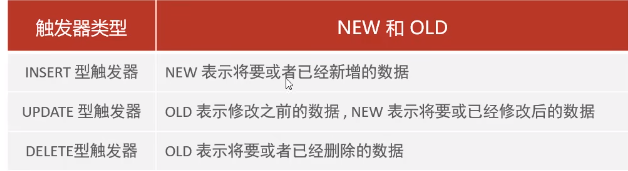 触发器类型
NEW 和 OLD
INSERT 型触发器
NEW 表示将要或者已经新增的数据
UPDATE 型触发器
OLD 表示修改之前的数据 , NEW 表示将要或已经修改后的数据
DELETE型触发器
OLD 表示将要或者已经删除的数据